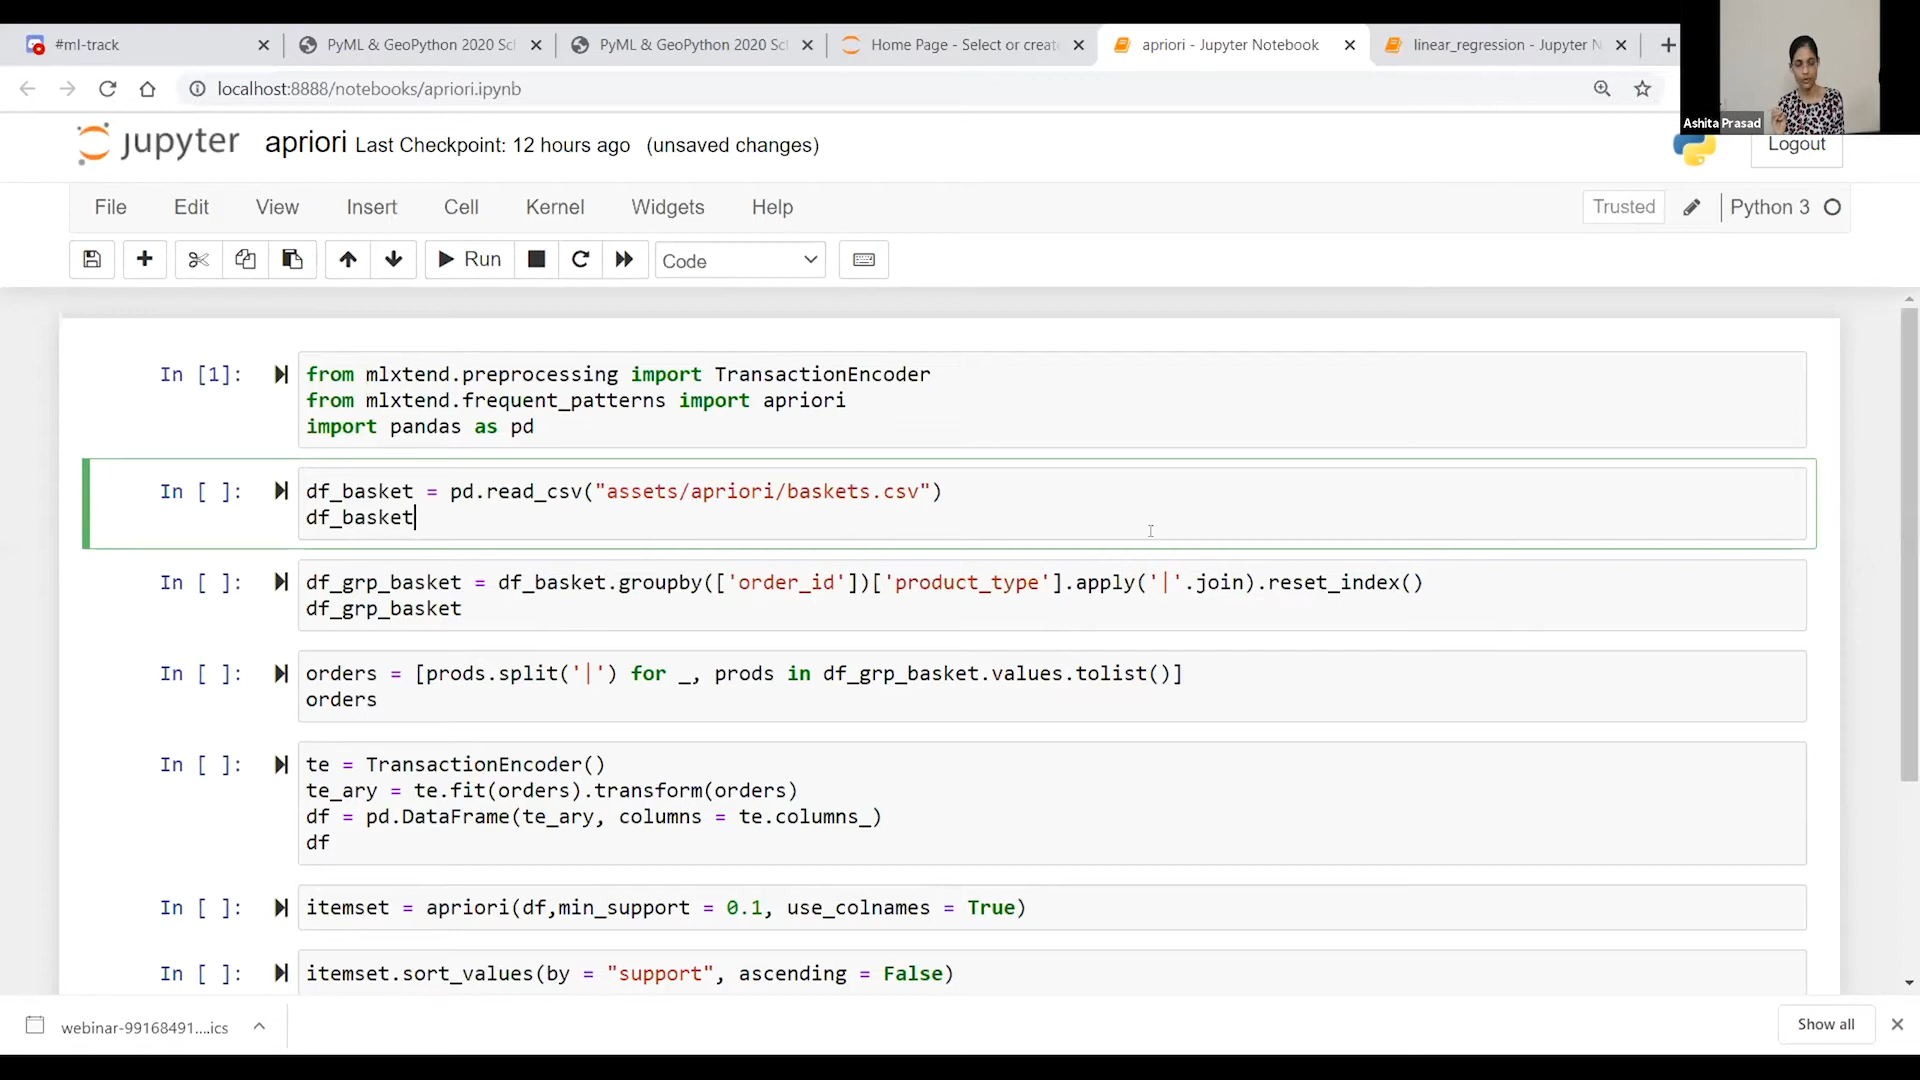 #ml-track
PyML & GeoPython 2020 Sc
PyML & GeoPython 2020 Sc
Home Page - Select or create
apriori - Jupyter Notebook
linear_regression - Jupyter N
localhost:8888/notebooks/apriori.ipynb
Ashita Prasad
jupyter
apriori Last Checkpoint: 12 hours ago (unsaved changes)
Logout
File Edit View Insert Cell Kernel Widgets Help
Trusted
Python 3
Run
Code
In [1]:
from mlxtend.preprocessing import TransactionEncoder
from mlxtend.frequent_patterns import apriori
import pandas as pd
In [ ]:
df_basket = pd.read_csv("assets/apriori/baskets.csv")
df_basket
In [ ]:
df_grp_basket = df_basket.groupby(['order_id'])['product_type'].apply('|'.join).reset_index()
df_grp_basket
In [ ]:
orders = [prods.split('|') for _, prods in df_grp_basket.values.tolist()]
orders
In [ ]:
te = TransactionEncoder()
te_ary = te.fit(orders).transform(orders)
df = pd.DataFrame(te_ary, columns = te.columns_)
df
In [ ]:
itemset = apriori(df,min_support = 0.1, use_colnames = True)
In [ ]:
itemset.sort_values(by = "support", ascending = False)
webinar-99168491....ics
Show all